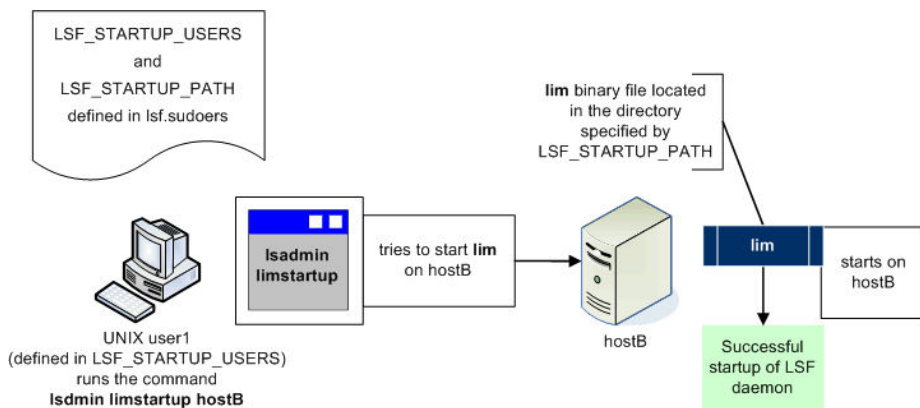 LSF_STARTUP_USERS
and
LSF_STARTUP_PATH
defined in lsf.sudoers
lim binary file located
in the directory
specified by
LSF_STARTUP_PATH
lsadmin
limstartup
tries to start lim
on hostB
lim
starts on
hostB
UNIX user1
(defined in LSF_STARTUP_USERS)
runs the command
lsdmin limstartup hostB
hostB
Successful
startup of LSF
daemon